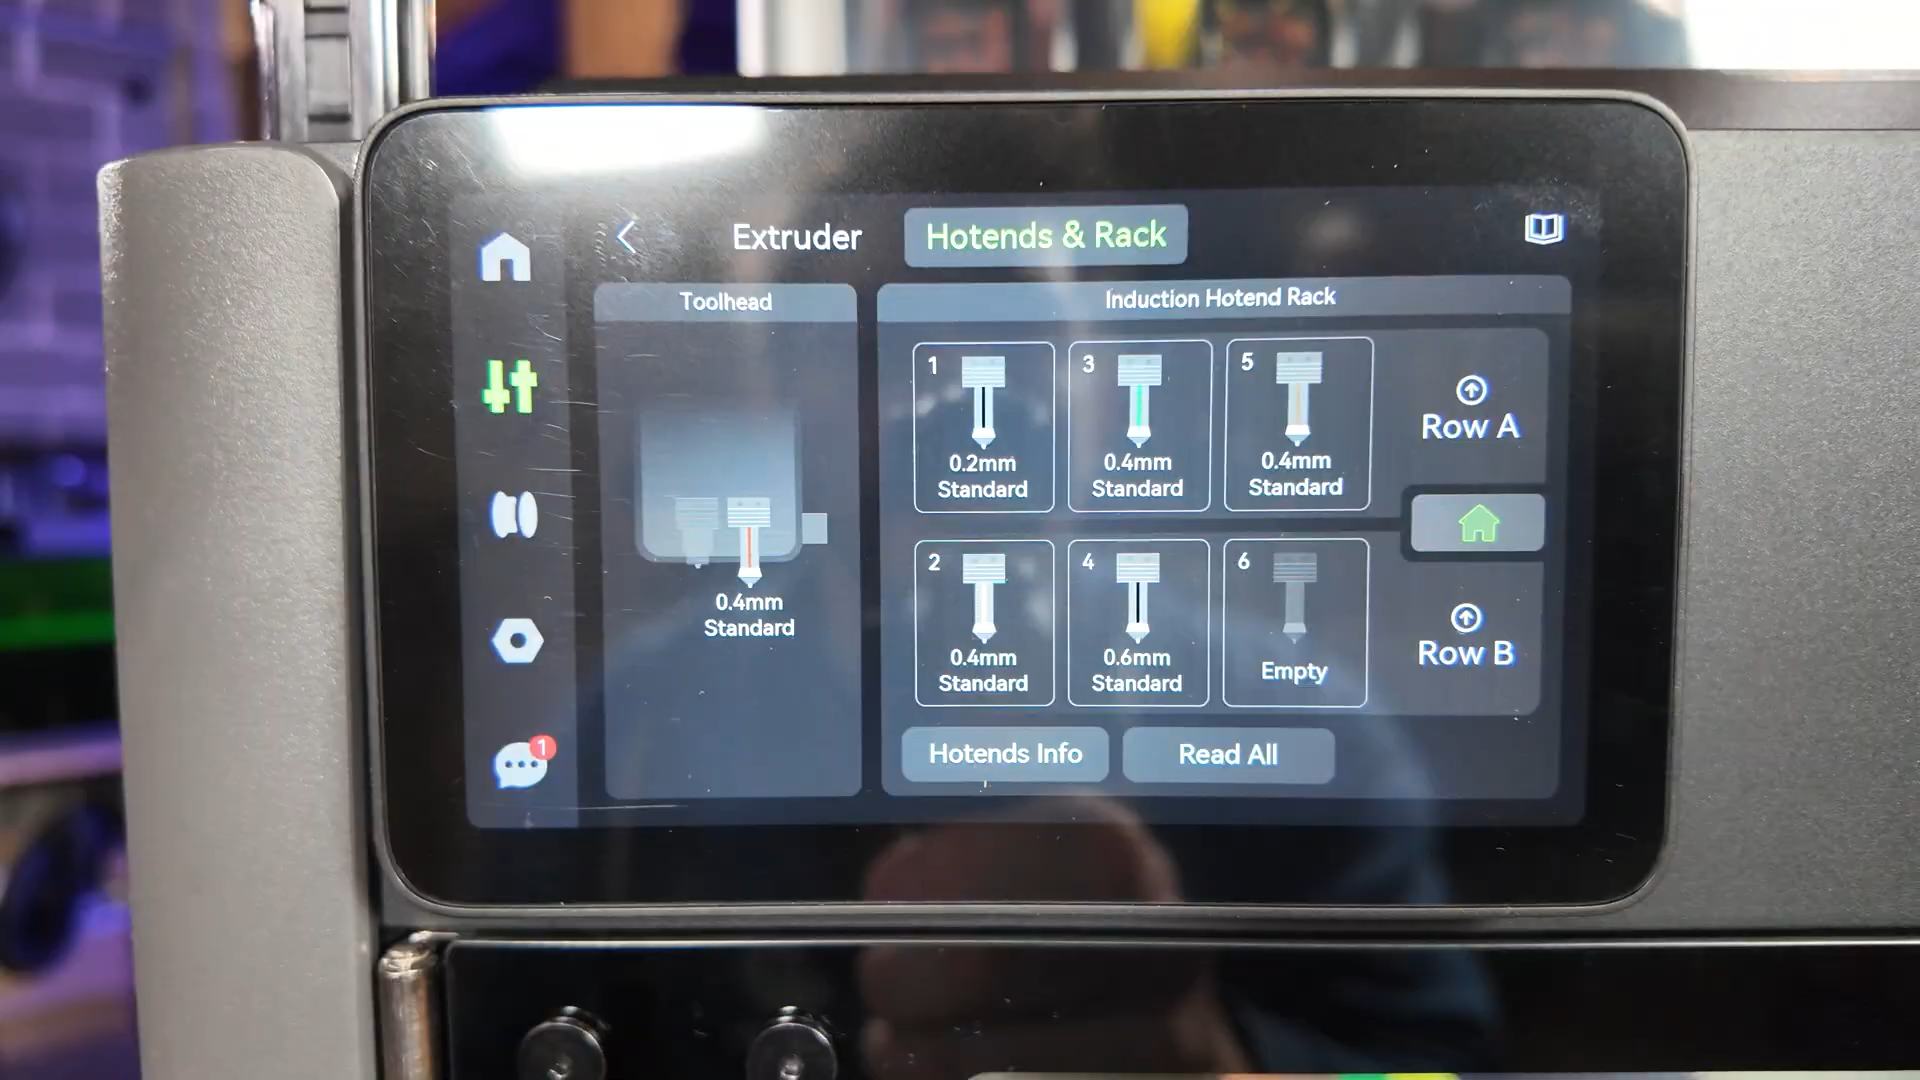 Extruder
Hotends & Rack
Toolhead
0.4mm
Standard
Induction Hotend Rack
1
0.2mm
Standard
3
0.4mm
Standard
5
0.4mm
Standard
Row A
2
0.4mm
Standard
4
0.6mm
Standard
6
Empty
Row B
Hotends Info
Read All
1